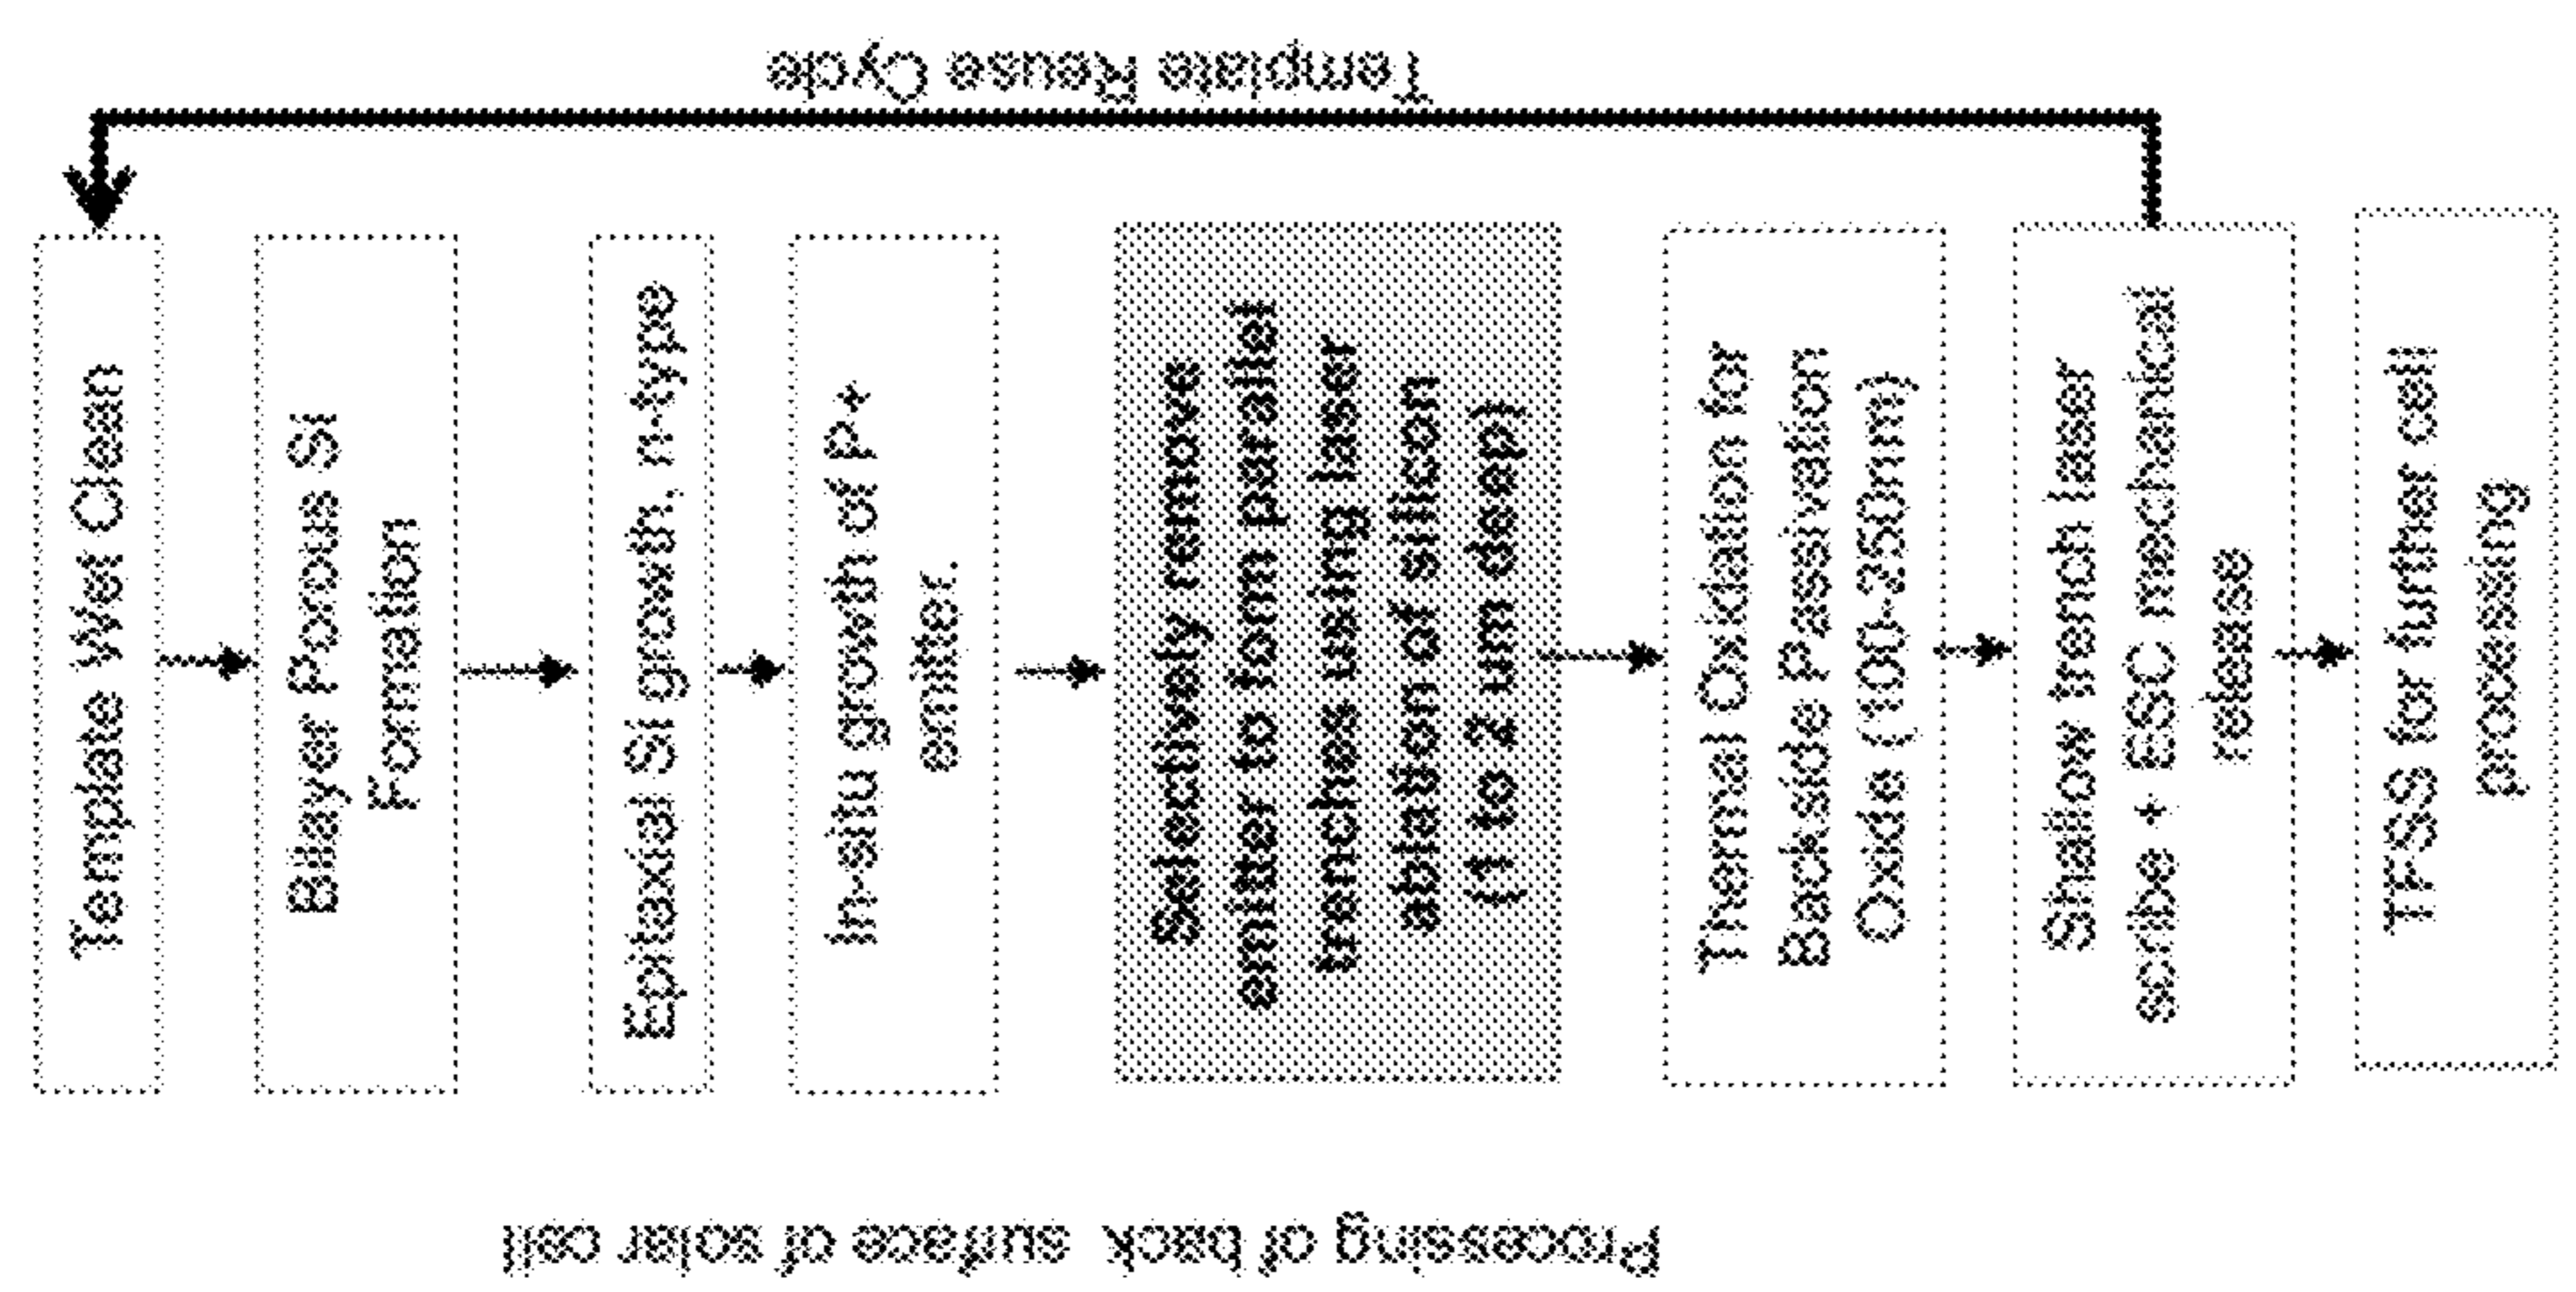 Template Reuse Cycle
Template Wet Clean
Bilayer Porous Si
Formation
Epitaxial Si growth, n-type
In-situ growth of P+
emitter.
Selectively remove
emitter to form parallel
trenches using laser
ablation of silicon
(1 to 2 um deep)
Thermal Oxidation for
Backside Passivation
Oxide (100-250nm)
Shallow trench laser
scribe + ESC mechanical
release
TFSS for further cell
processing
Processing of back surface of solar cell